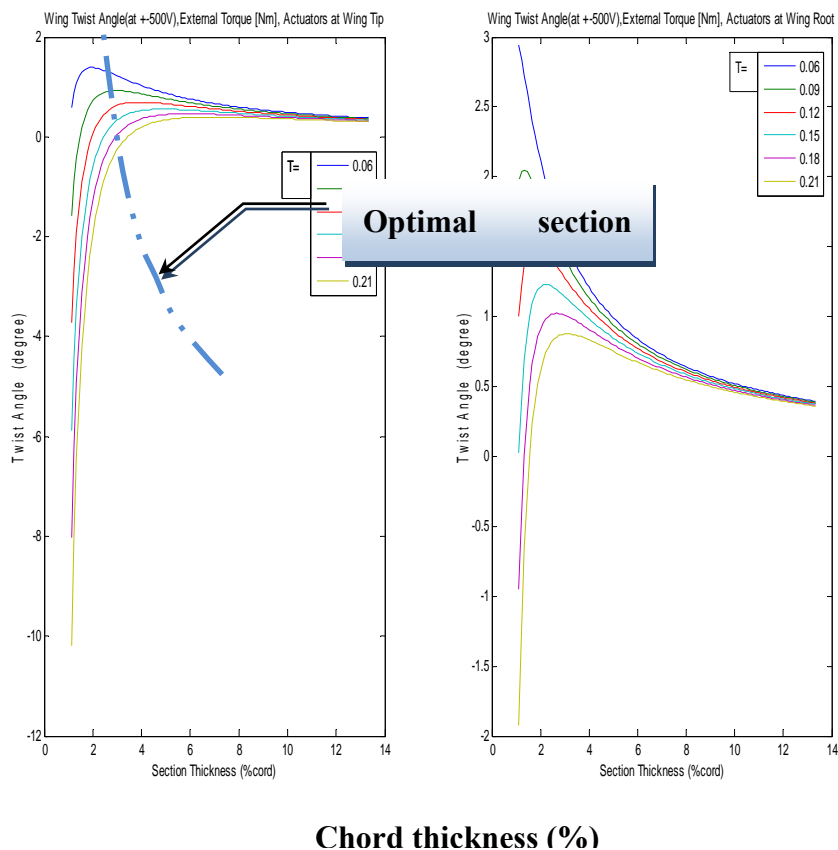 Wing Twist Angle(at +-500V),External Torque [Nm], Actuators at Wing Tip
2
0
-2
-4
-6
-8
-10
-12
Twist Angle (degree)
0 2 4 6 8 10 12 14
Section Thickness (%cord)
T=
0.06
0.21
Optimal section
Wing Twist Angle(at +-500V),External Torque [Nm], Actuators at Wing Root
3
2.5
2
1
0.5
0
-0.5
-1
-1.5
-2
Twist Angle (degree)
0 2 4 6 8 10 12 14
Section Thickness (%cord)
T=
0.06
0.09
0.12
0.15
0.18
0.21
Chord thickness (%)